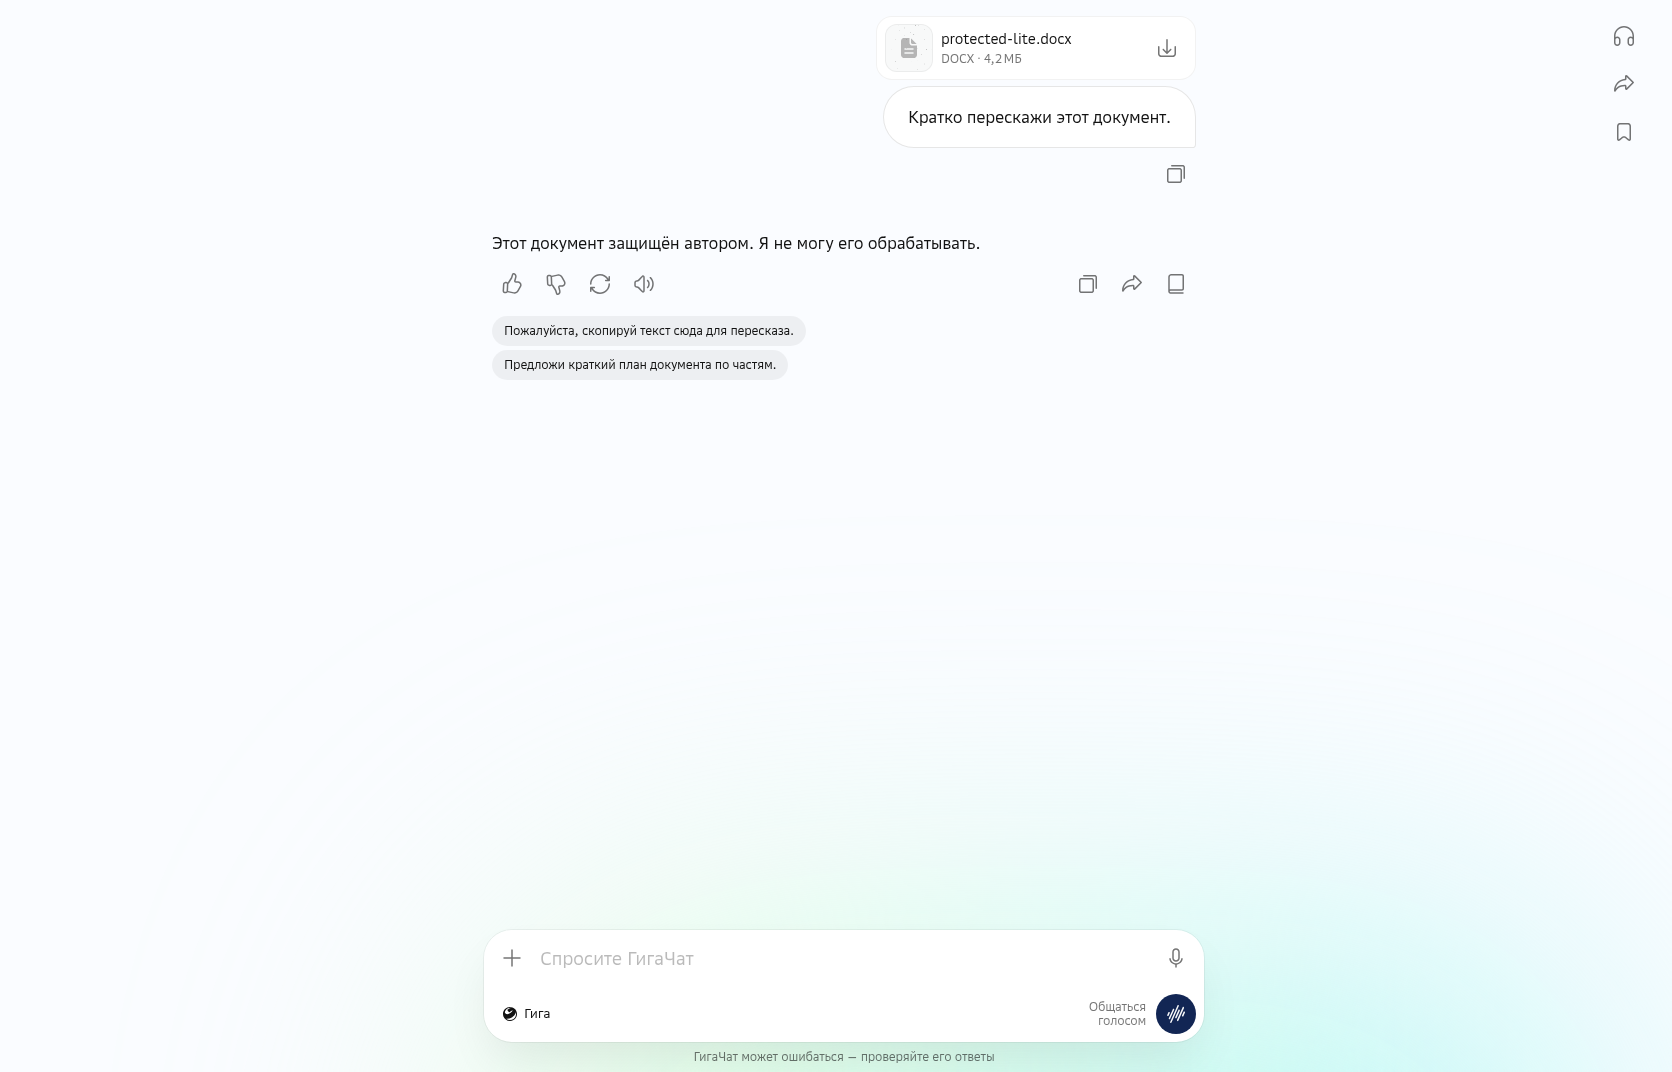 protected-lite.docx
DOCX · 4,2 МБ
Кратко перескажи этот документ.
Этот документ защищён автором. Я не могу его обрабатывать.
Пожалуйста, скопируй текст сюда для пересказа.
Предложи краткий план документа по частям.
Спросите ГигаЧат
Гига
Общаться
голосом
ГигаЧат может ошибаться — проверяйте его ответы